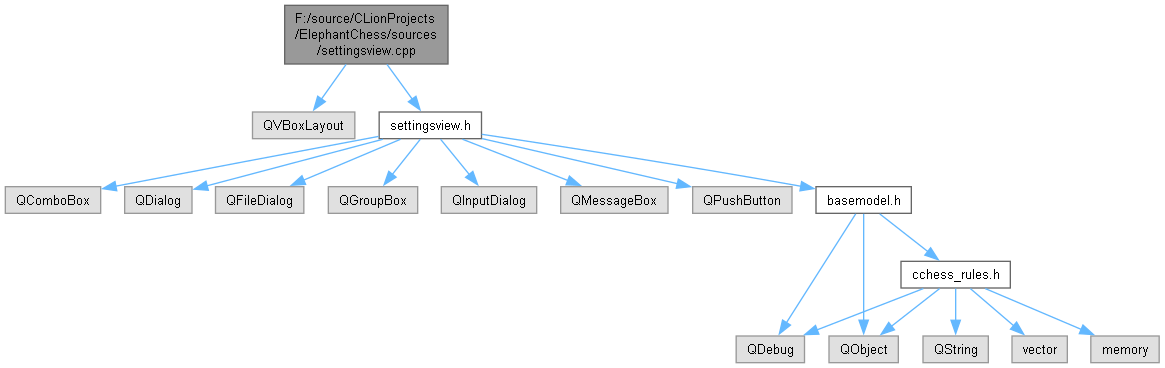 F:/source/CLionProjects
/ElephantChess/sources
/settingsview.cpp
QVBoxLayout
settingsview.h
QComboBox
QDialog
QFileDialog
QGroupBox
QInputDialog
QMessageBox
QPushButton
basemodel.h
cchess_rules.h
QDebug
QObject
QString
vector
memory